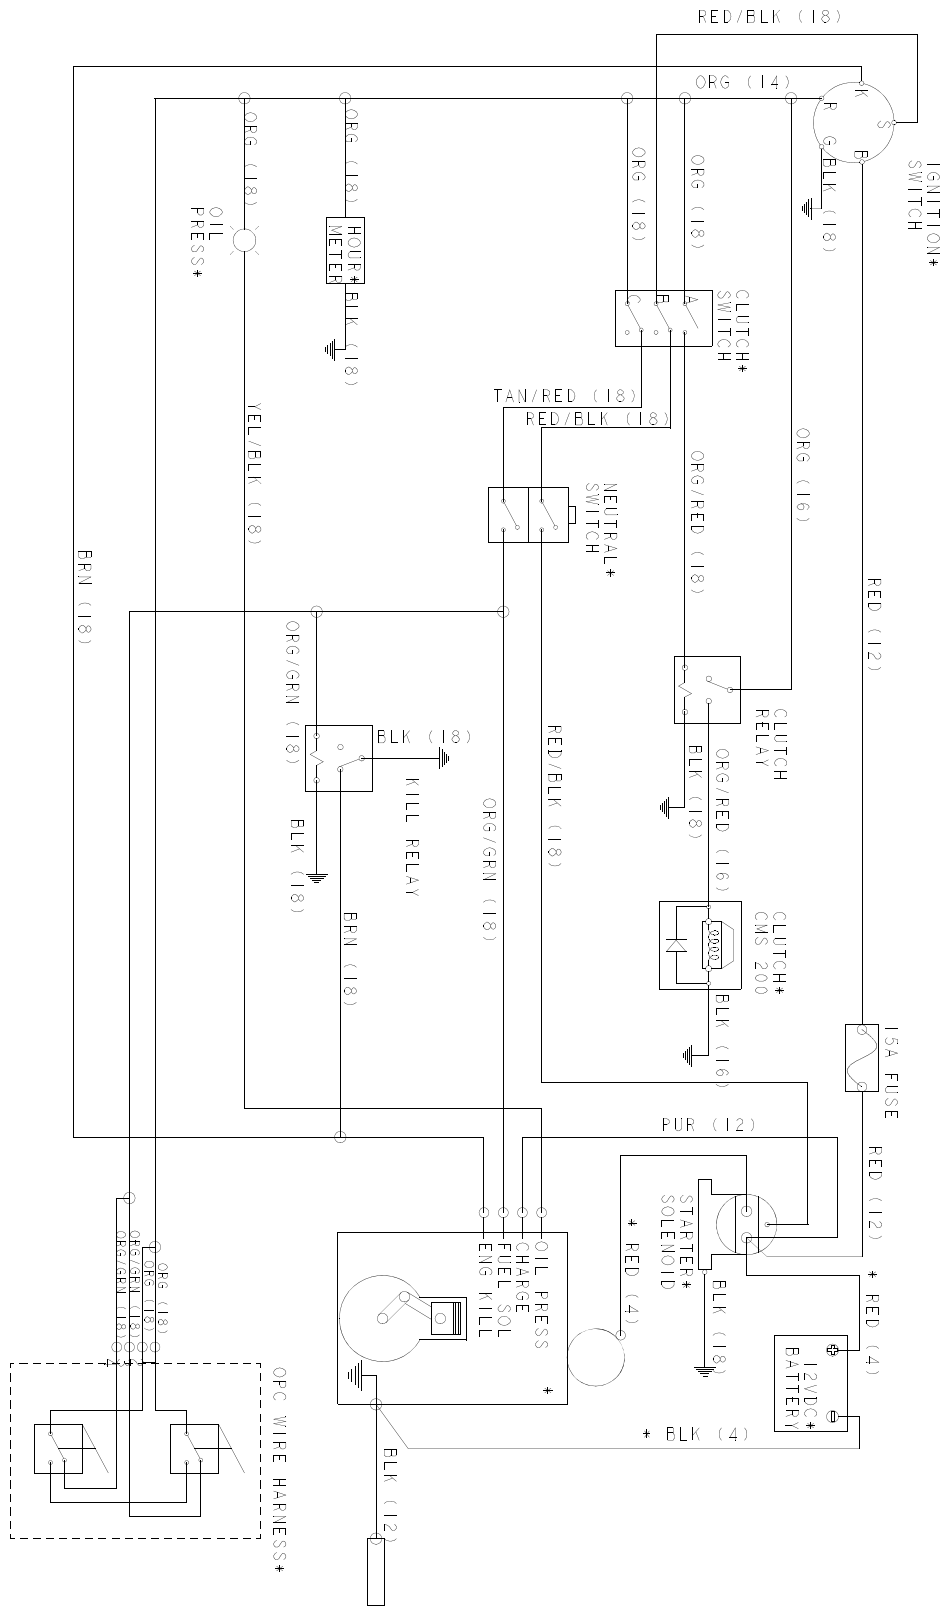 RED/BLK (18)
ORG (14)
K
R
S
G
B
BLK (18)
IGNITION*
SWITCH
ORG (18)
ORG (18)
ORG (18)
ORG (18)
OIL
PRESS*
HOUR*
METER
BLK (18)
C
B
A
CLUTCH*
SWITCH
TAN/RED (18)
RED/BLK (18)
YEL/BLK (18)
ORG/RED (18)
ORG (16)
NEUTRAL*
SWITCH
BRN (18)
RED (12)
ORG/GRN (18)
BLK (18)
KILL RELAY
BLK (18)
BRN (18)
ORG/GRN (18)
RED/BLK (18)
CLUTCH
RELAY
BLK (18)
ORG/RED (16)
CLUTCH*
CMS 200
BLK (16)
15A FUSE
PUR (12)
RED (12)
STARTER*
SOLENOID
* RED (4)
BLK (18)
* RED (4)
OIL PRESS
CHARGE
FUEL SOL
ENG KILL
*
12VDC*
BATTERY
* BLK (4)
BLK (12)
ORG/GRN (18)
ORG/GRN (18)
ORG (18)
ORG (18)
OPC WIRE HARNESS*